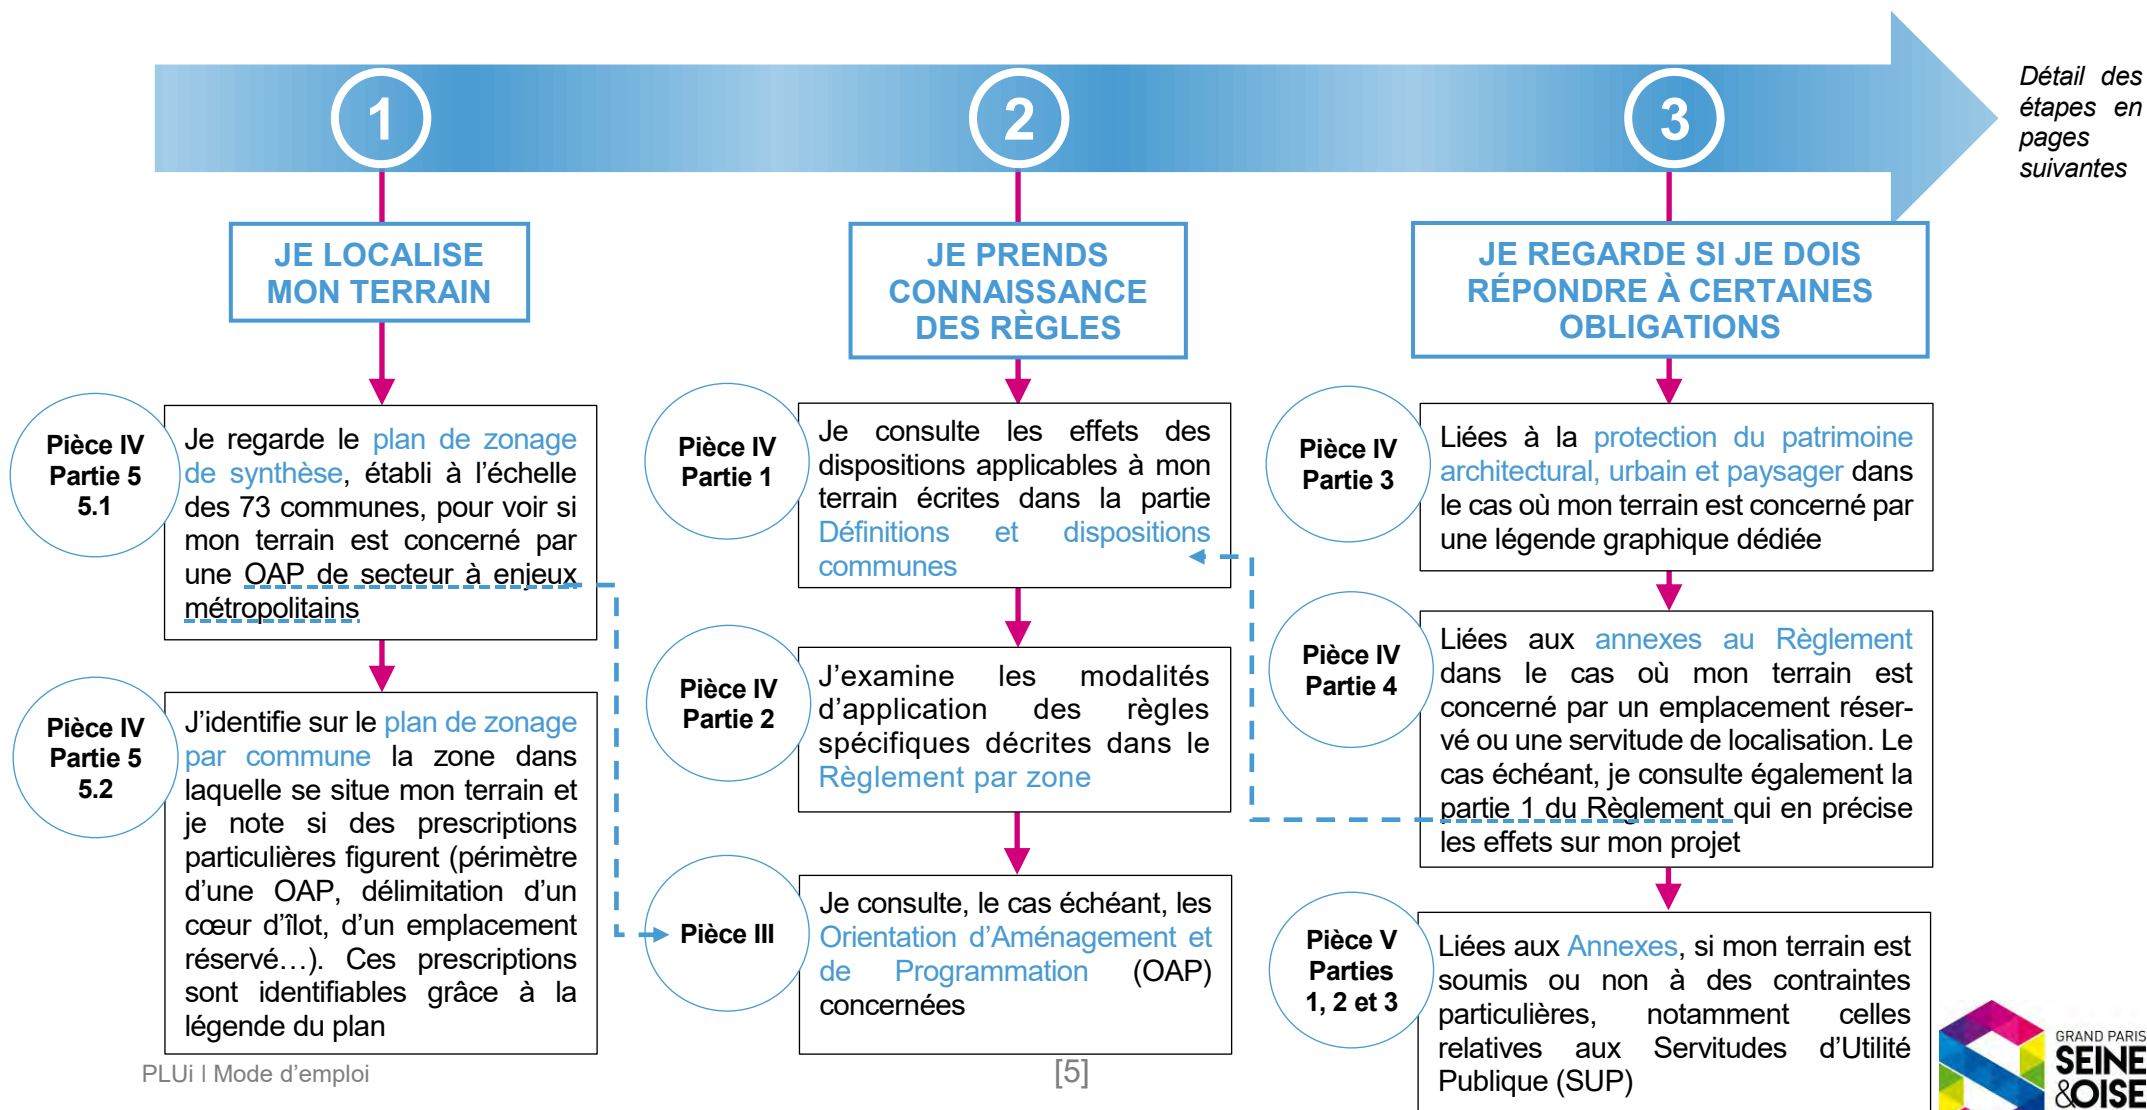 1
2
3
Détail des
étapes en
pages
suivantes
JE LOCALISE
MON TERRAIN
Pièce IV
Partie 5
5.1
Je regarde le plan de zonage
de synthèse, établi à l’échelle
des 73 communes, pour voir si
mon terrain est concerné par
une OAP de secteur à enjeux
métropolitains
Pièce IV
Partie 5
5.2
J’identifie sur le plan de zonage
par commune la zone dans
laquelle se situe mon terrain et
je note si des prescriptions
particulières figurent (périmètre
d’une OAP, délimitation d’un
cœur d’îlot, d’un emplacement
réservé…). Ces prescriptions
sont identifiables grâce à la
légende du plan
JE PRENDS
CONNAISSANCE
DES RÈGLES
Pièce IV
Partie 1
Je consulte les effets des
dispositions applicables à mon
terrain écrites dans la partie
Définitions et dispositions
communes
Pièce IV
Partie 2
J’examine les modalités
d’application des règles
spécifiques décrites dans le
Règlement par zone
Pièce III
Je consulte, le cas échéant, les
Orientation d’Aménagement et
de Programmation (OAP)
concernées
JE REGARDE SI JE DOIS
RÉPONDRE À CERTAINES
OBLIGATIONS
Pièce IV
Partie 3
Liées à la protection du patrimoine
architectural, urbain et paysager dans
le cas où mon terrain est concerné par
une légende graphique dédiée
Pièce IV
Partie 4
Liées aux annexes au Règlement
dans le cas où mon terrain est
concerné par un emplacement réser-
vé ou une servitude de localisation. Le
cas échéant, je consulte également la
partie 1 du Règlement qui en précise
les effets sur mon projet
Pièce V
Parties
1, 2 et 3
Liées aux Annexes, si mon terrain est
soumis ou non à des contraintes
particulières, notamment celles
relatives aux Servitudes d’Utilité
Publique (SUP)
PLUi I Mode d’emploi
[5]
GRAND PARIS
SEINE
&OISE